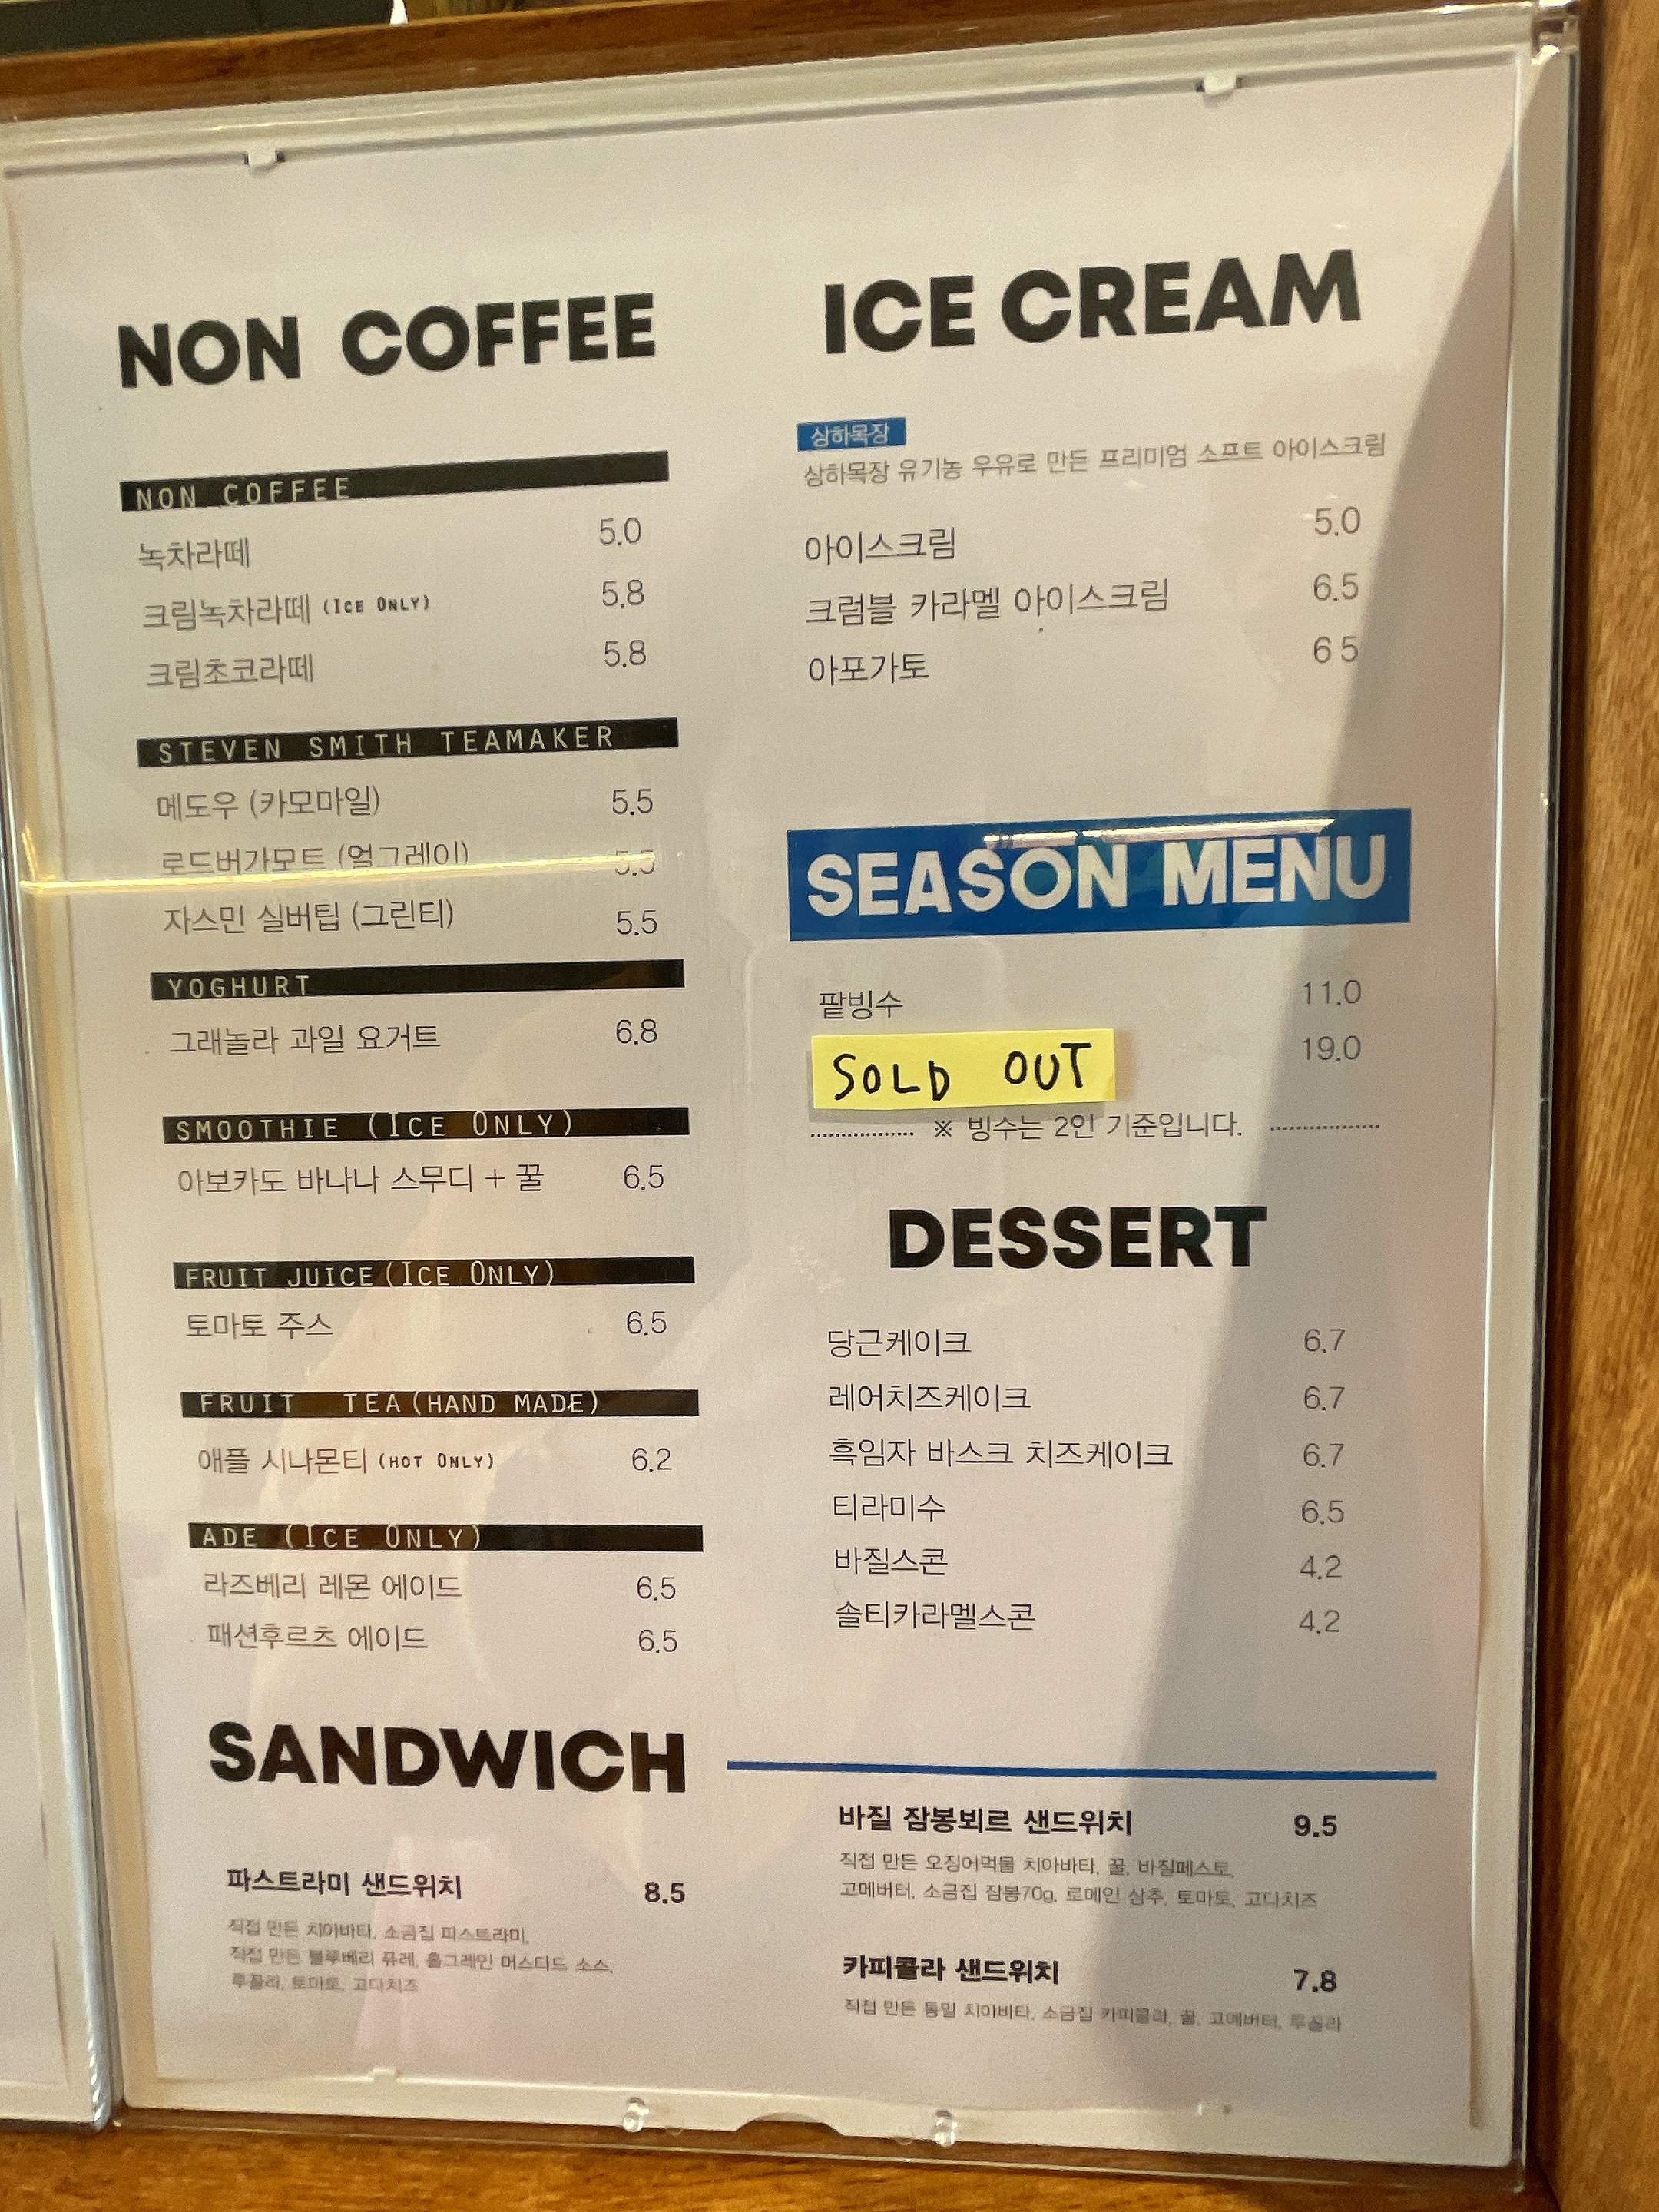 NON COFFEE
NON COFFEE
녹차라떼 5.0
크림녹차라떼 (ICE ONLY) 5.8
크림초코라떼 5.8
STEVEN SMITH TEAMAKER
메도우 (카모마일) 5.5
로드버가모트 (얼그레이) 5.5
자스민 실버팁 (그린티) 5.5
YOGHURT
그래놀라 과일 요거트 6.8
SMOOTHIE (ICE ONLY)
아보카도 바나나 스무디 + 꿀 6.5
FRUIT JUICE(ICE ONLY)
토마토 주스 6.5
FRUIT TEA(HAND MADE)
애플 시나몬티 (HOT ONLY) 6.2
ADE (ICE ONLY)
라즈베리 레몬 에이드 6.5
패션후르츠 에이드 6.5
ICE CREAM
상하목장
상하목장 유기농 우유로 만든 프리미엄 소프트 아이스크림
아이스크림 5.0
크럼블 카라멜 아이스크림 6.5
아포가토 6 5
SEASON MENU
팥빙수 11.0
SOLD OUT 19.0
※ 빙수는 2인 기준입니다.
DESSERT
당근케이크 6.7
레어치즈케이크 6.7
흑임자 바스크 치즈케이크 6.7
티라미수 6.5
바질스콘 4.2
솔티카라멜스콘 4.2
SANDWICH
파스트라미 샌드위치 8.5
직접 만든 치아바타, 소금집 파스트라미,
직접 만든 블루베리 퓨레, 홀그레인 머스타드 소스,
루꼴라, 토마토, 고다치즈
바질 잠봉뵈르 샌드위치 9.5
직접 만든 오징어먹물 치아바타, 꿀, 바질페스토,
고메버터, 소금집 잠봉70g, 로메인 상추, 토마토, 고다치즈
카피콜라 샌드위치 7.8
직접 만든 통밀 치아바타, 소금집 카피콜라, 꿀, 고메버터, 루꼴라